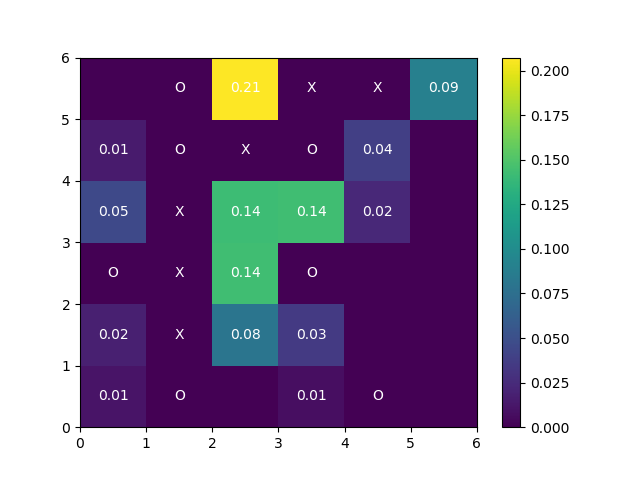 6
O 0.21 X X 0.09
0.200
5
0.175
0.01 O X O 0.04
0.150
4
0.05 X 0.14 0.14 0.02
0.125
3
0.100
O X 0.14 O
0.075
2
0.02 X 0.08 0.03
0.050
1
0.025
0.01 O 0.01 O
0
0.000
0 1 2 3 4 5 6